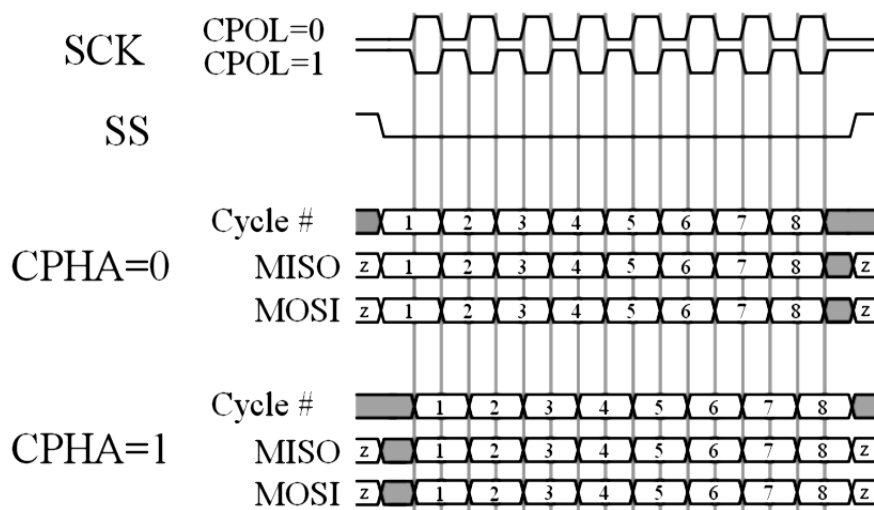 SCK CPOL=0
CPOL=1
SS
Cycle # 1 2 3 4 5 6 7 8
CPHA=0
MISO z 1 2 3 4 5 6 7 8 z
MOSI z 1 2 3 4 5 6 7 8 z
Cycle # 1 2 3 4 5 6 7 8
CPHA=1
MISO z 1 2 3 4 5 6 7 8 z
MOSI z 1 2 3 4 5 6 7 8 z